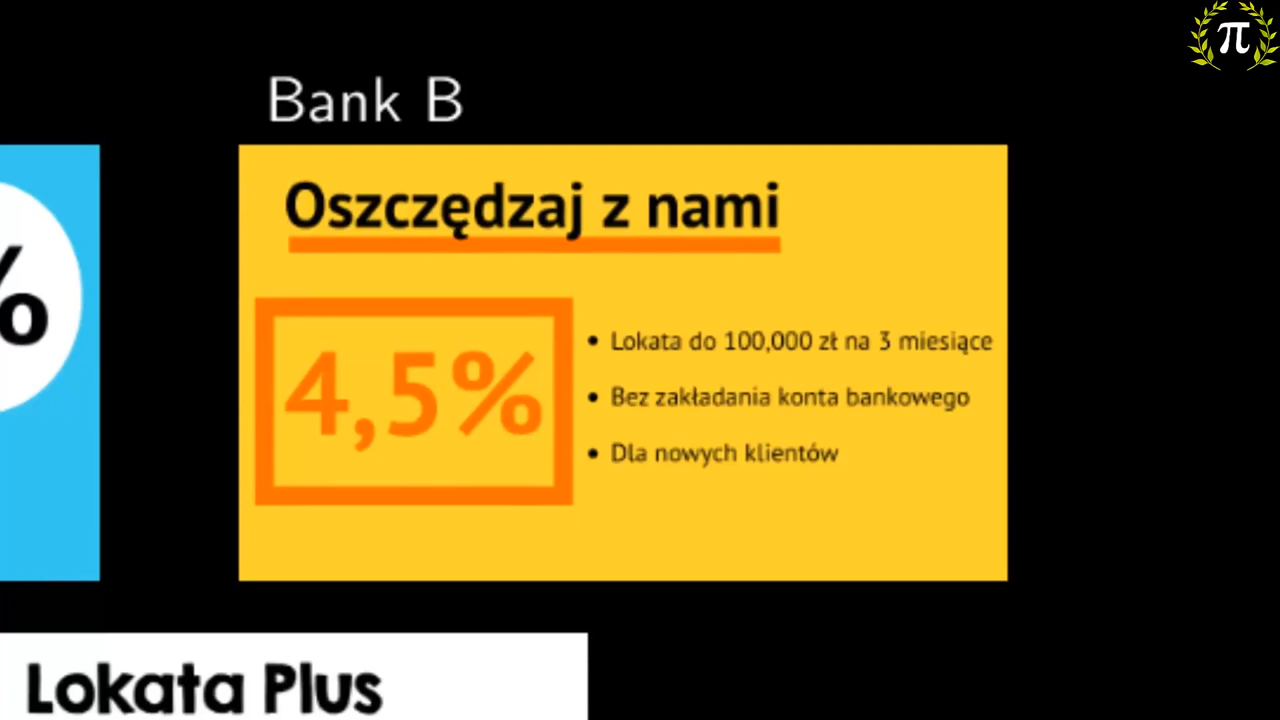 π
Bank B
%
Oszczędzaj z nami
4,5%
• Lokata do 100,000 zł na 3 miesiące
• Bez zakładania konta bankowego
• Dla nowych klientów
Lokata Plus